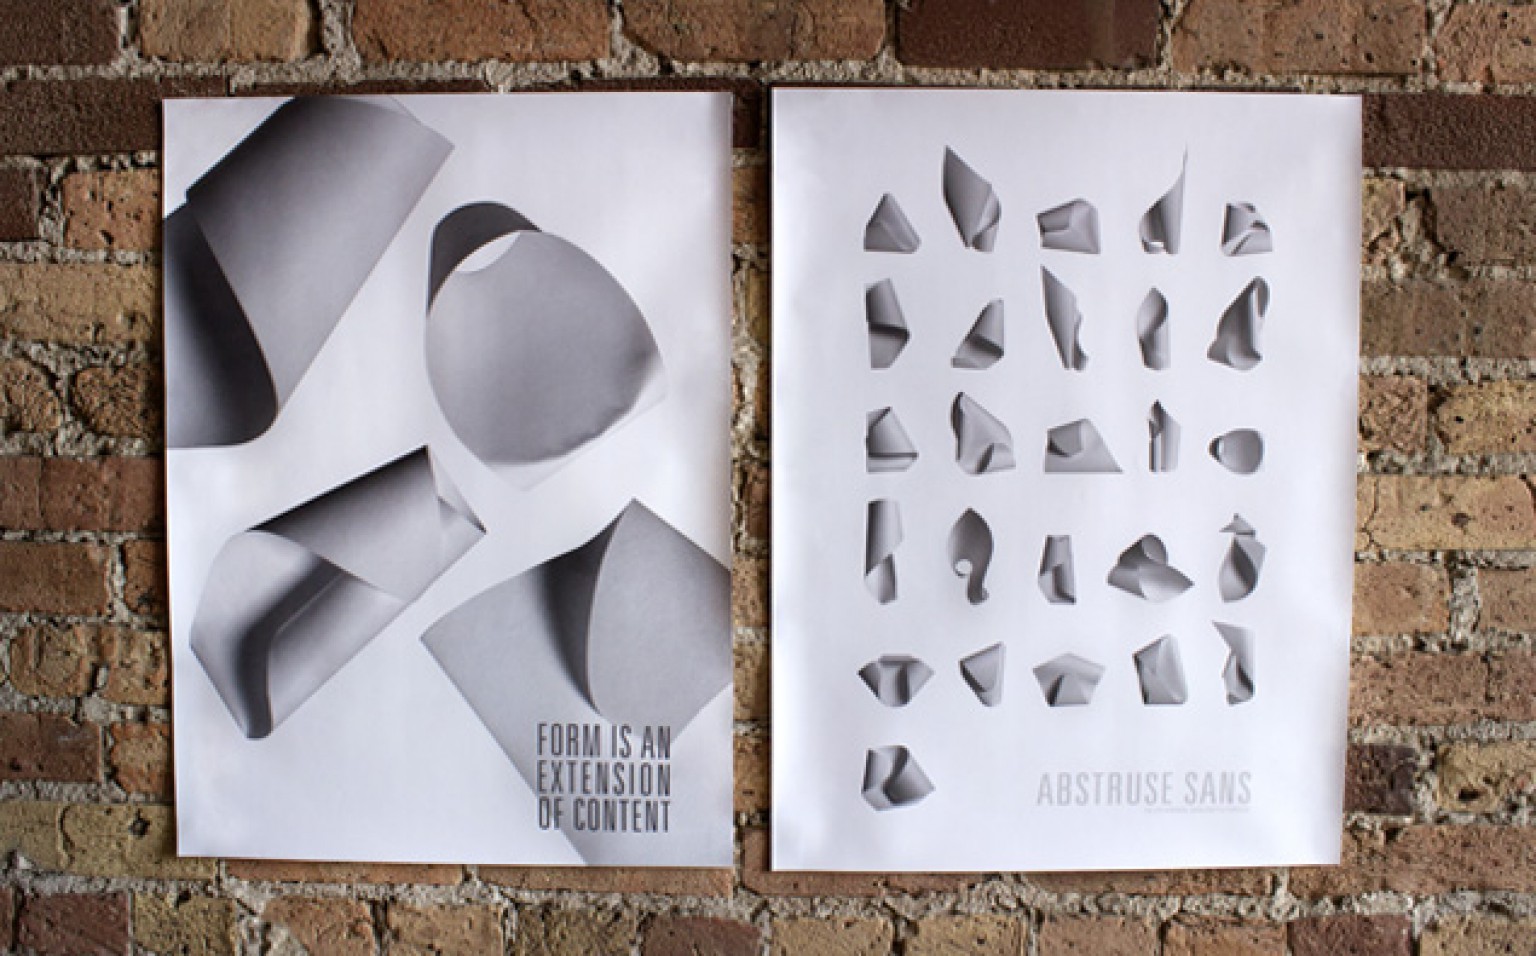 FORM IS AN
EXTENSION
OF CONTENT
ABSTRUSE SANS